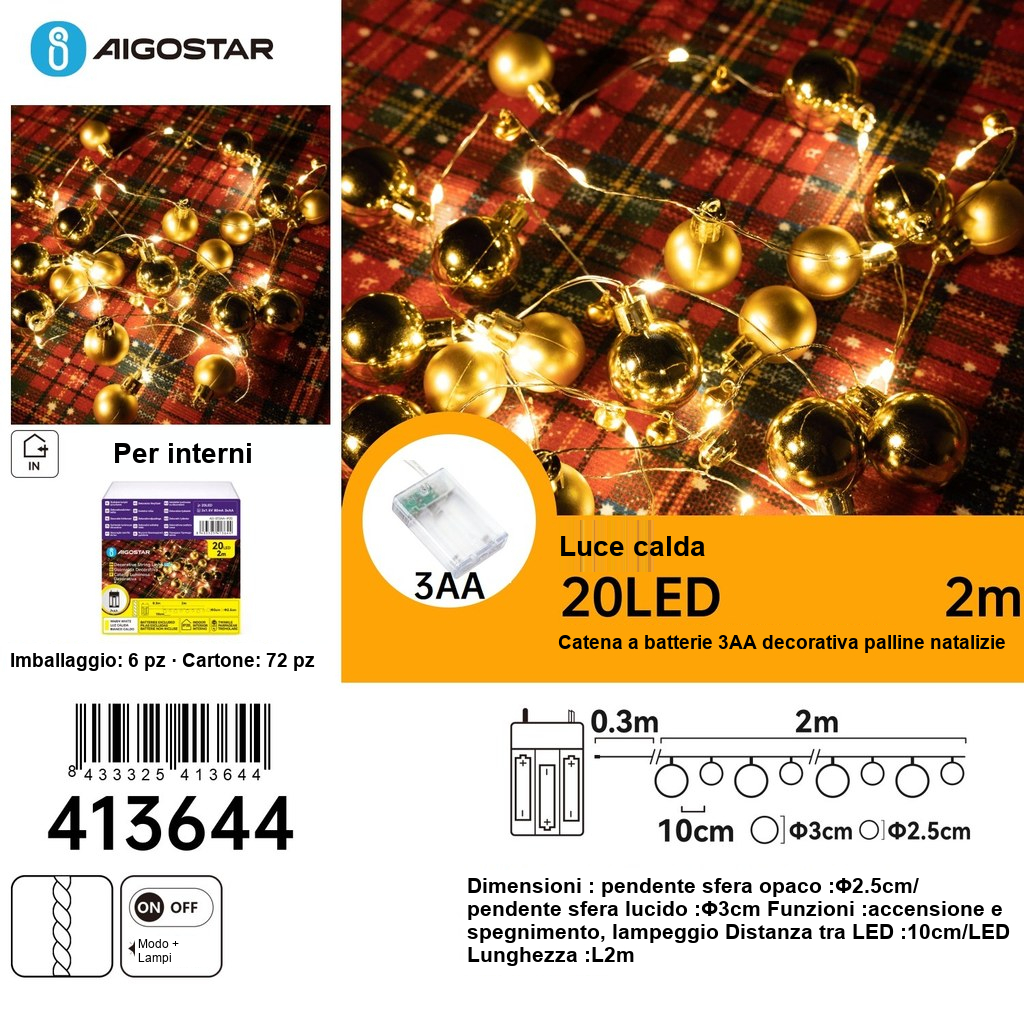 AIGOSTAR
IN
Per interni
20LED
2m
AIGOSTAR
Imballaggio: 6 pz · Cartone: 72 pz
3AA
Luce calda
20LED 2m
Catena a batterie 3AA decorativa palline natalizie
8 433325 413644
413644
ON OFF
Modo +
Lampi
0.3m 2m
10cm Φ3cm Φ2.5cm
Dimensioni : pendente sfera opaco :Φ2.5cm/
pendente sfera lucido :Φ3cm Funzioni :accensione e
spegnimento, lampeggio Distanza tra LED :10cm/LED
Lunghezza :L2m